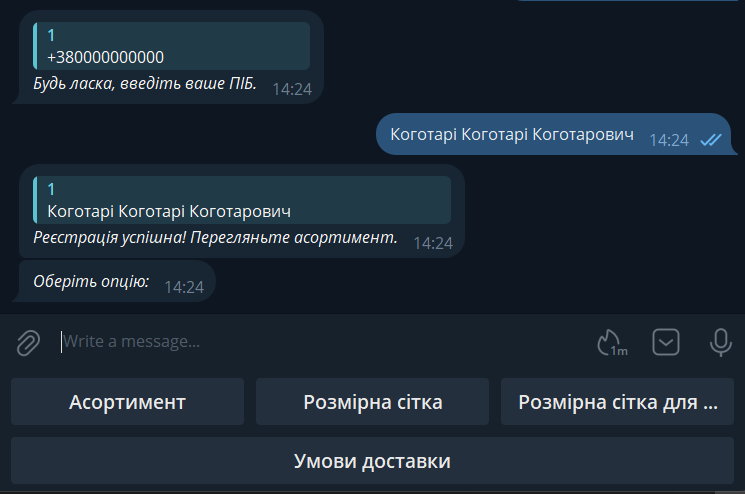 1
+380000000000
Будь ласка, введіть ваше ПІБ.
14:24
Коготарі Коготарі Коготарович
14:24
1
Коготарі Коготарі Коготарович
Реєстрація успішна! Перегляньте асортимент.
14:24
Оберіть опцію:
14:24
Write a message...
1m
Асортимент
Розмірна сітка
Розмірна сітка для ...
Умови доставки